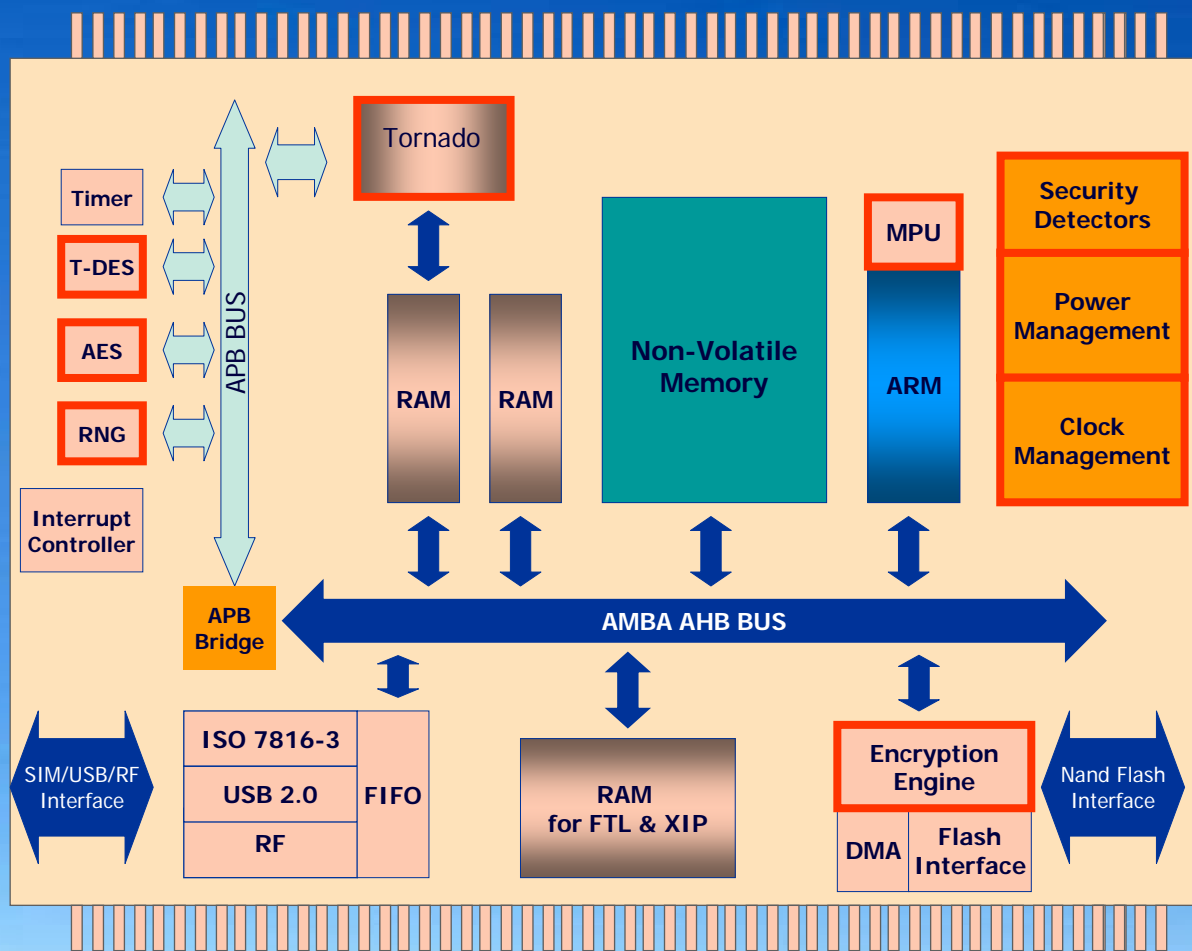 Tornado
Timer
T-DES
AES
RNG
Interrupt
Controller
APB BUS
APB
Bridge
RAM
RAM
Non-Volatile
Memory
MPU
ARM
Security
Detectors
Power
Management
Clock
Management
AMBA AHB BUS
SIM/USB/RF
Interface
ISO 7816-3
USB 2.0
RF
FIFO
RAM
for FTL & XIP
Encryption
Engine
DMA
Flash
Interface
Nand Flash
Interface